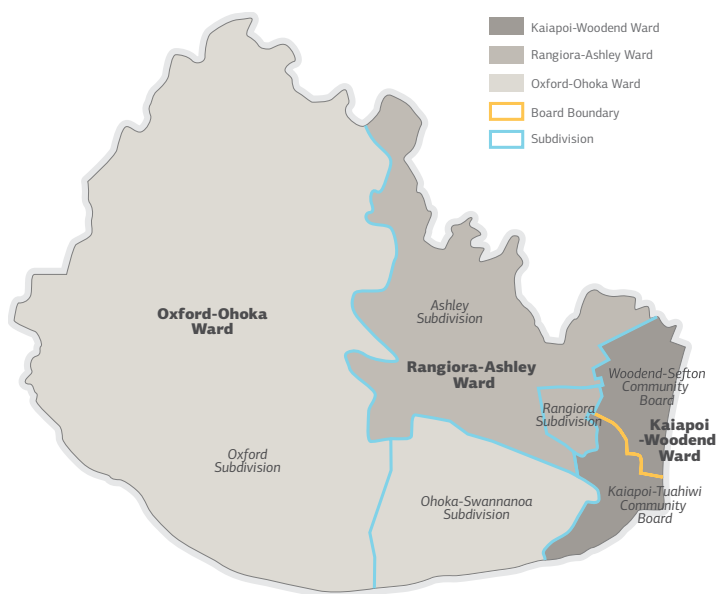 Kaiapoi-Woodend Ward
Rangiora-Ashley Ward
Oxford-Ohoka Ward
Board Boundary
Subdivision
Oxford-Ohoka
Ward
Ashley
Subdivision
Rangiora-Ashley
Ward
Woodend-Sefton
Community
Board
Rangiora
Subdivision
Kaiapoi
-Woodend
Ward
Oxford
Subdivision
Ohoka-Swannanoa
Subdivision
Kaiapoi-Tuahiwi
Community
Board